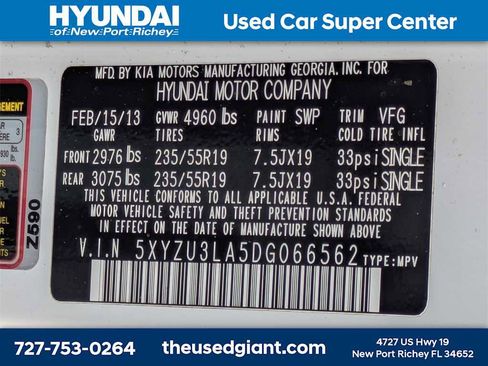 HYUNDAI
of New Port Richey
Used Car Super Center
MFD. BY KIA MOTORS MANUFACTURING GEORGIA, INC. FOR
HYUNDAI MOTOR COMPANY
FEB/15/13 GVWR 4960 lbs PAINT SWP TRIM VFG
GAWR TIRES RIMS COLD TIRE INFL
FRONT 2976 lbs 235/55R19 7.5JX19 33psi SINGLE
REAR 3075 lbs 235/55R19 7.5JX19 33psi SINGLE
THIS VEHICLE CONFORMS TO ALL APPLICABLE U.S.A. FEDERAL
MOTOR VEHICLE SAFETY AND THEFT PREVENTION STANDARDS
IN EFFECT ON THE DATE OF MANUFACTURE SHOWN ABOVE.
V.I.N 5XYZU3LA5DG066562 TYPE: MPV
Z590
727-753-0264
theusedgiant.com
4727 US Hwy 19
New Port Richey FL 34652